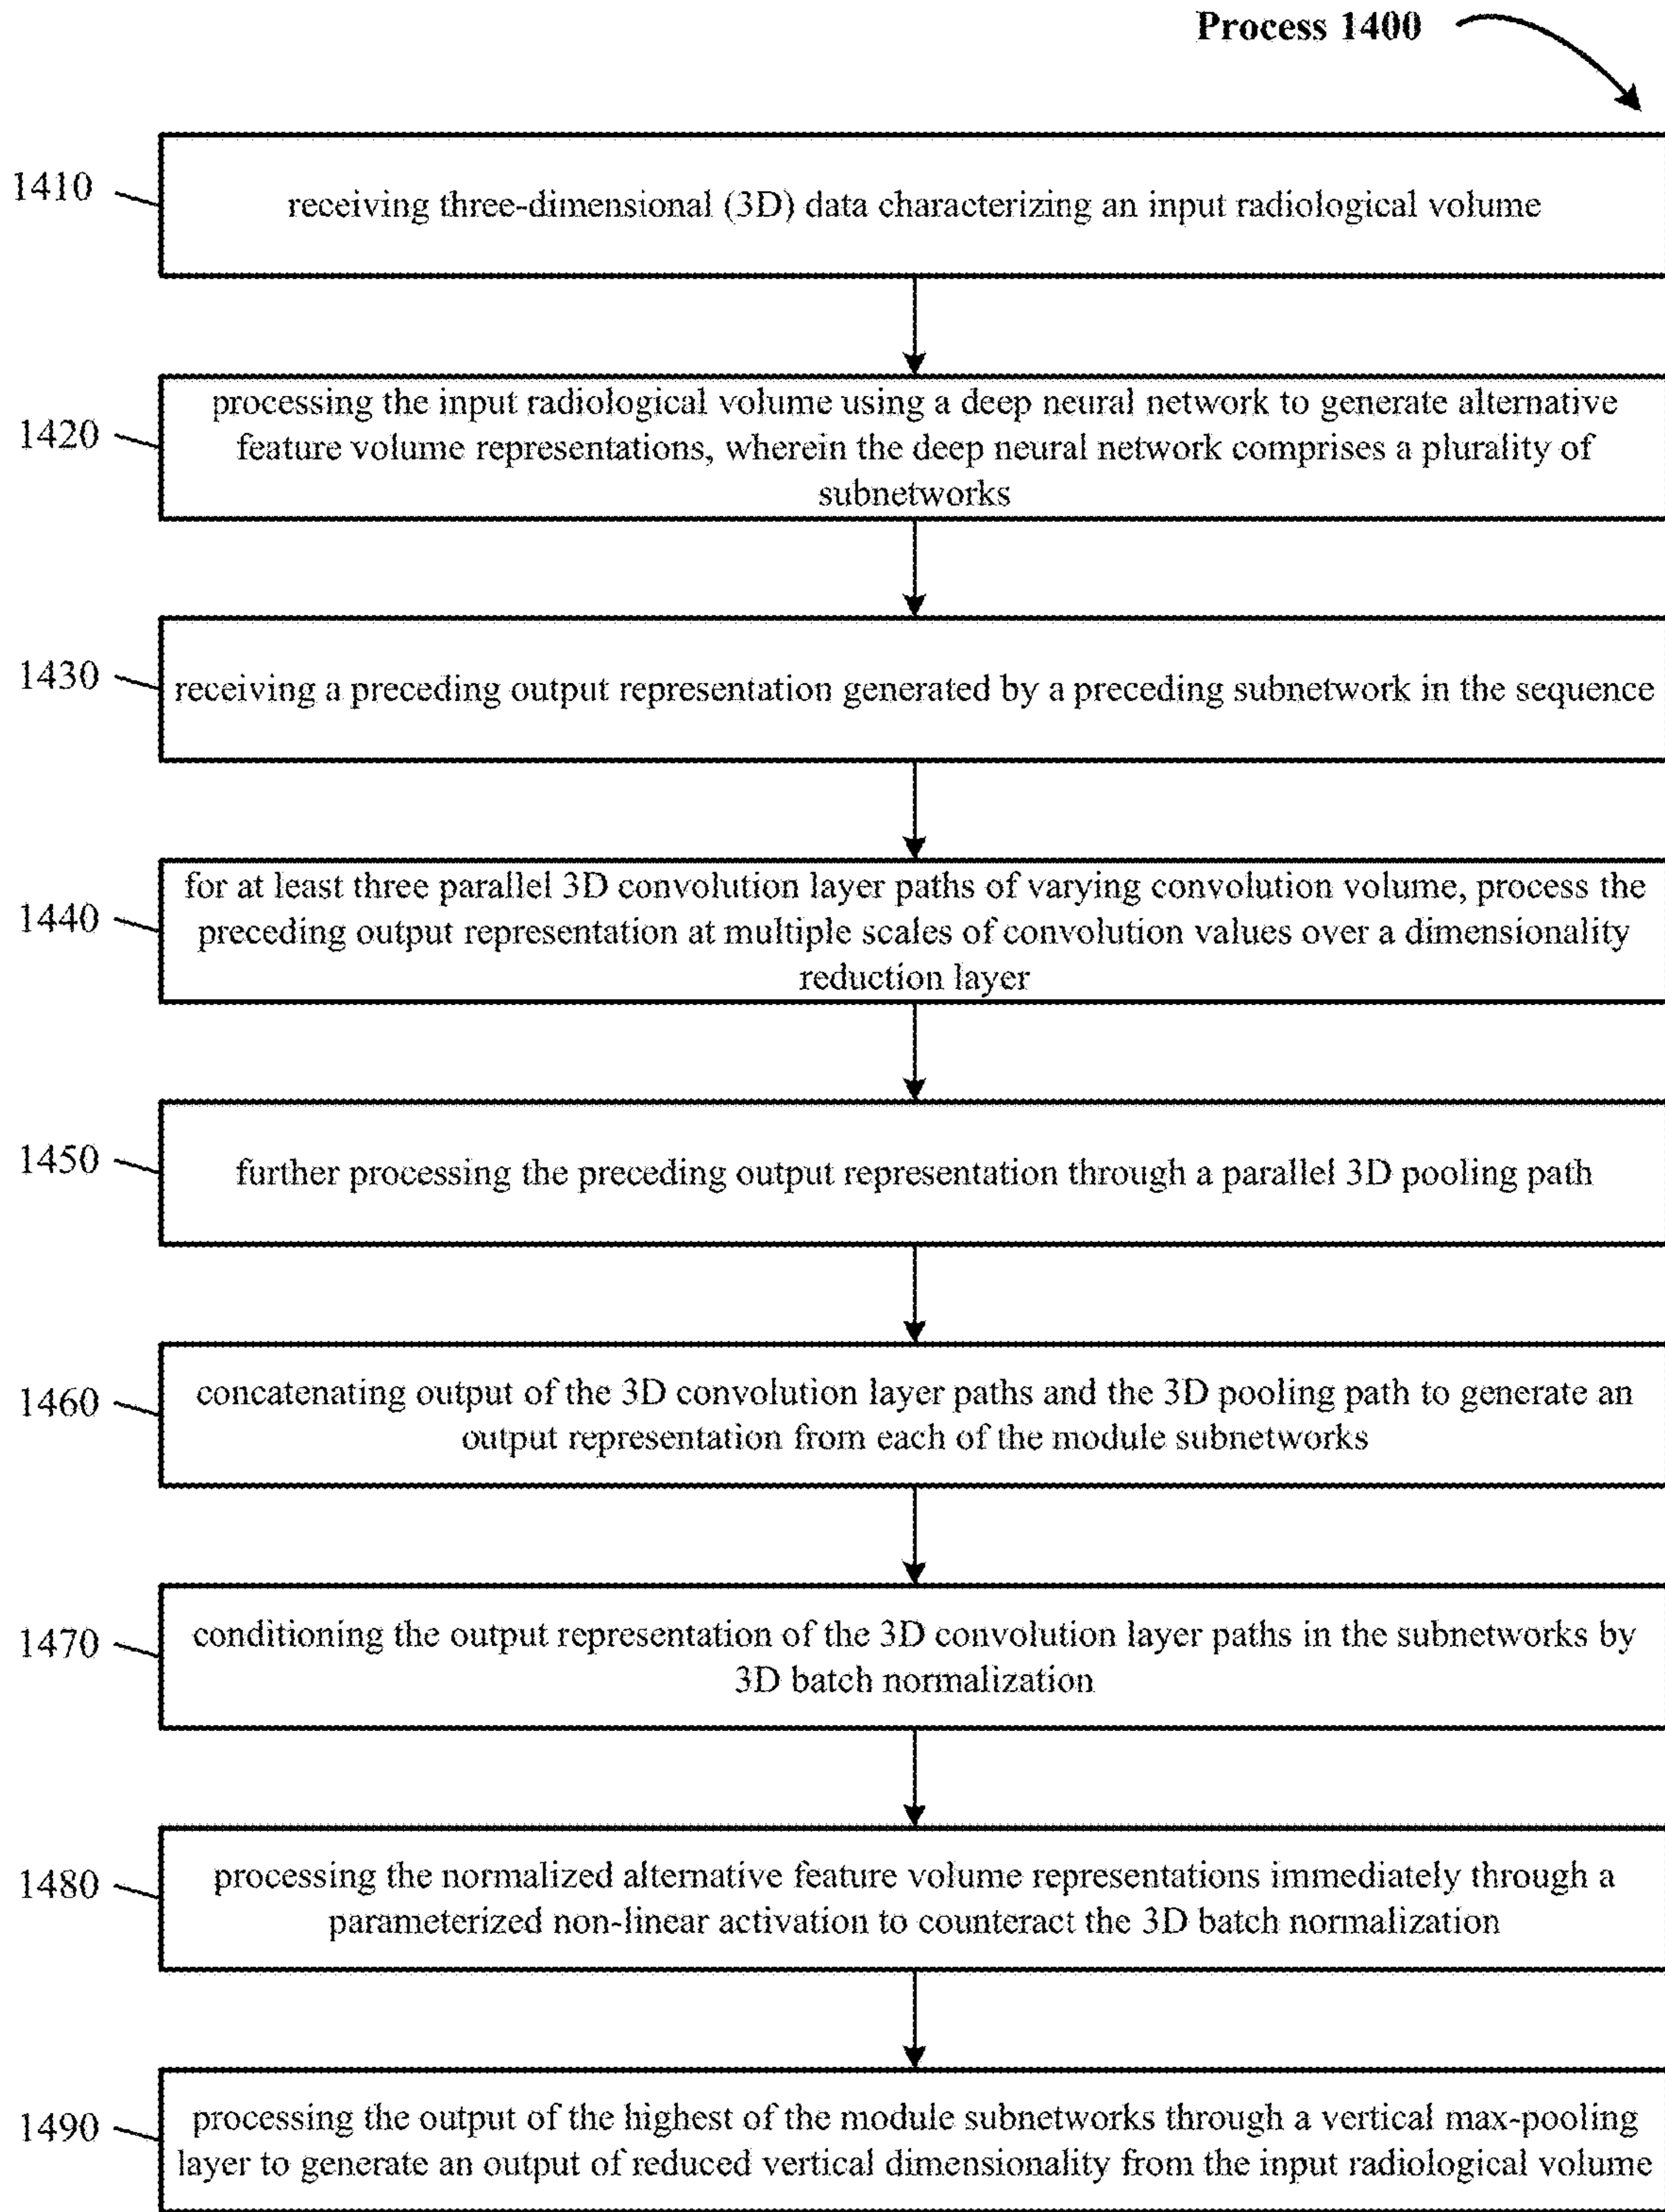 Process 1400
1410
receiving three-dimensional (3D) data characterizing an input radiological volume
1420
processing the input radiological volume using a deep neural network to generate alternative
feature volume representations, wherein the deep neural network comprises a plurality of
subnetworks
1430
receiving a preceding output representation generated by a preceding subnetwork in the sequence
1440
for at least three parallel 3D convolution layer paths of varying convolution volume, process the
preceding output representation at multiple scales of convolution values over a dimensionality
reduction layer
1450
further processing the preceding output representation through a parallel 3D pooling path
1460
concatenating output of the 3D convolution layer paths and the 3D pooling path to generate an
output representation from each of the module subnetworks
1470
conditioning the output representation of the 3D convolution layer paths in the subnetworks by
3D batch normalization
1480
processing the normalized alternative feature volume representations immediately through a
parameterized non-linear activation to counteract the 3D batch normalization
1490
processing the output of the highest of the module subnetworks through a vertical max-pooling
layer to generate an output of reduced vertical dimensionality from the input radiological volume